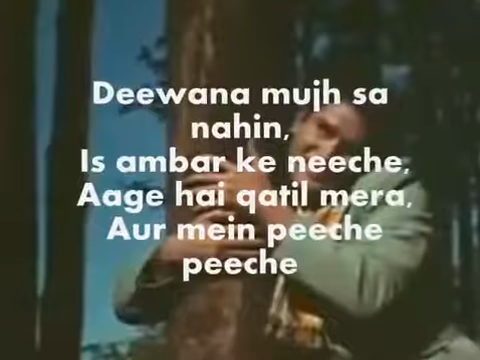 Deewana mujh sa
nahin,
Is ambar ke neeche,
Aage hai qatil mera,
Aur mein peeche
peeche